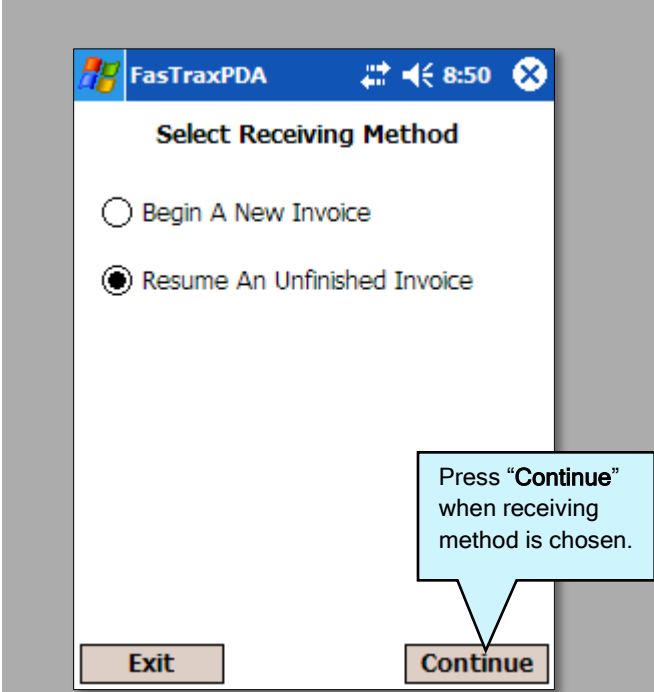 FasTraxPDA 8:50
Select Receiving Method
Begin A New Invoice
Resume An Unfinished Invoice
Press “Continue”
when receiving
method is chosen.
Exit Continue